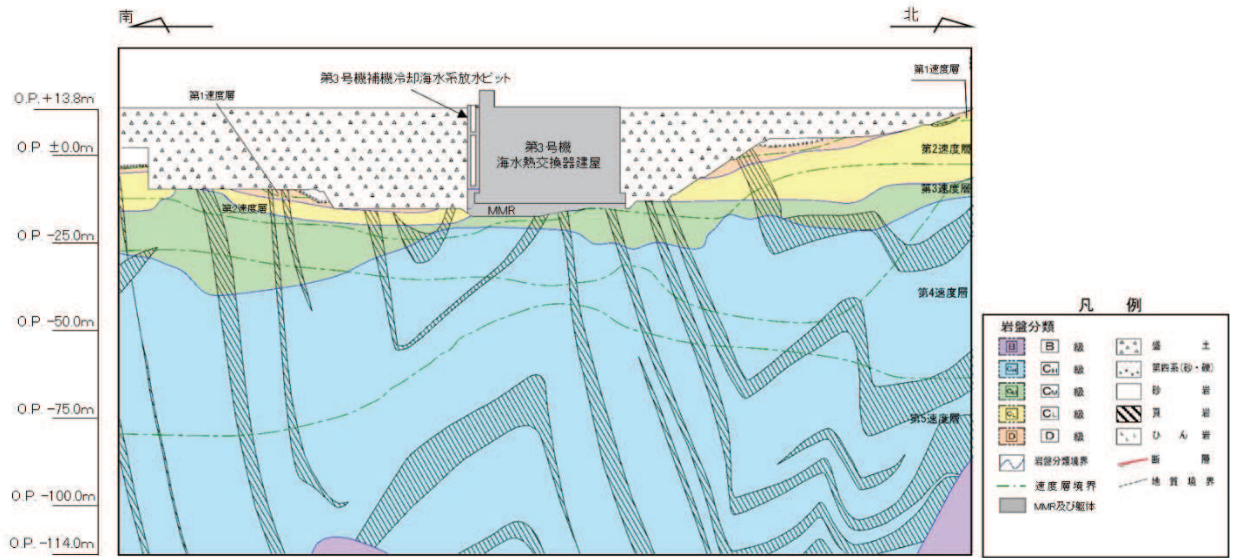 南
北
第1速度層
第3号機補機冷却海水系放水ピット
第1速度層
O.P.+13.8m
第3号機
海水熱交換器建屋
O.P. ±0.0m
第2速度層
第3速度層
第2速度層
MMR
O.P. -25.0m
第4速度層
O.P. -50.0m
O.P. -75.0m
第5速度層
O.P. -100.0m
O.P. -114.0m
凡 例
岩盤分類
B B 級 盛 土
CH CH 級 第四系(砂・礫)
CM CM 級 砂 岩
CL CL 級 頁 岩
D D 級 ひ ん 岩
岩盤分類境界 断 層
速度層境界 地質境界
MMR及び躯体